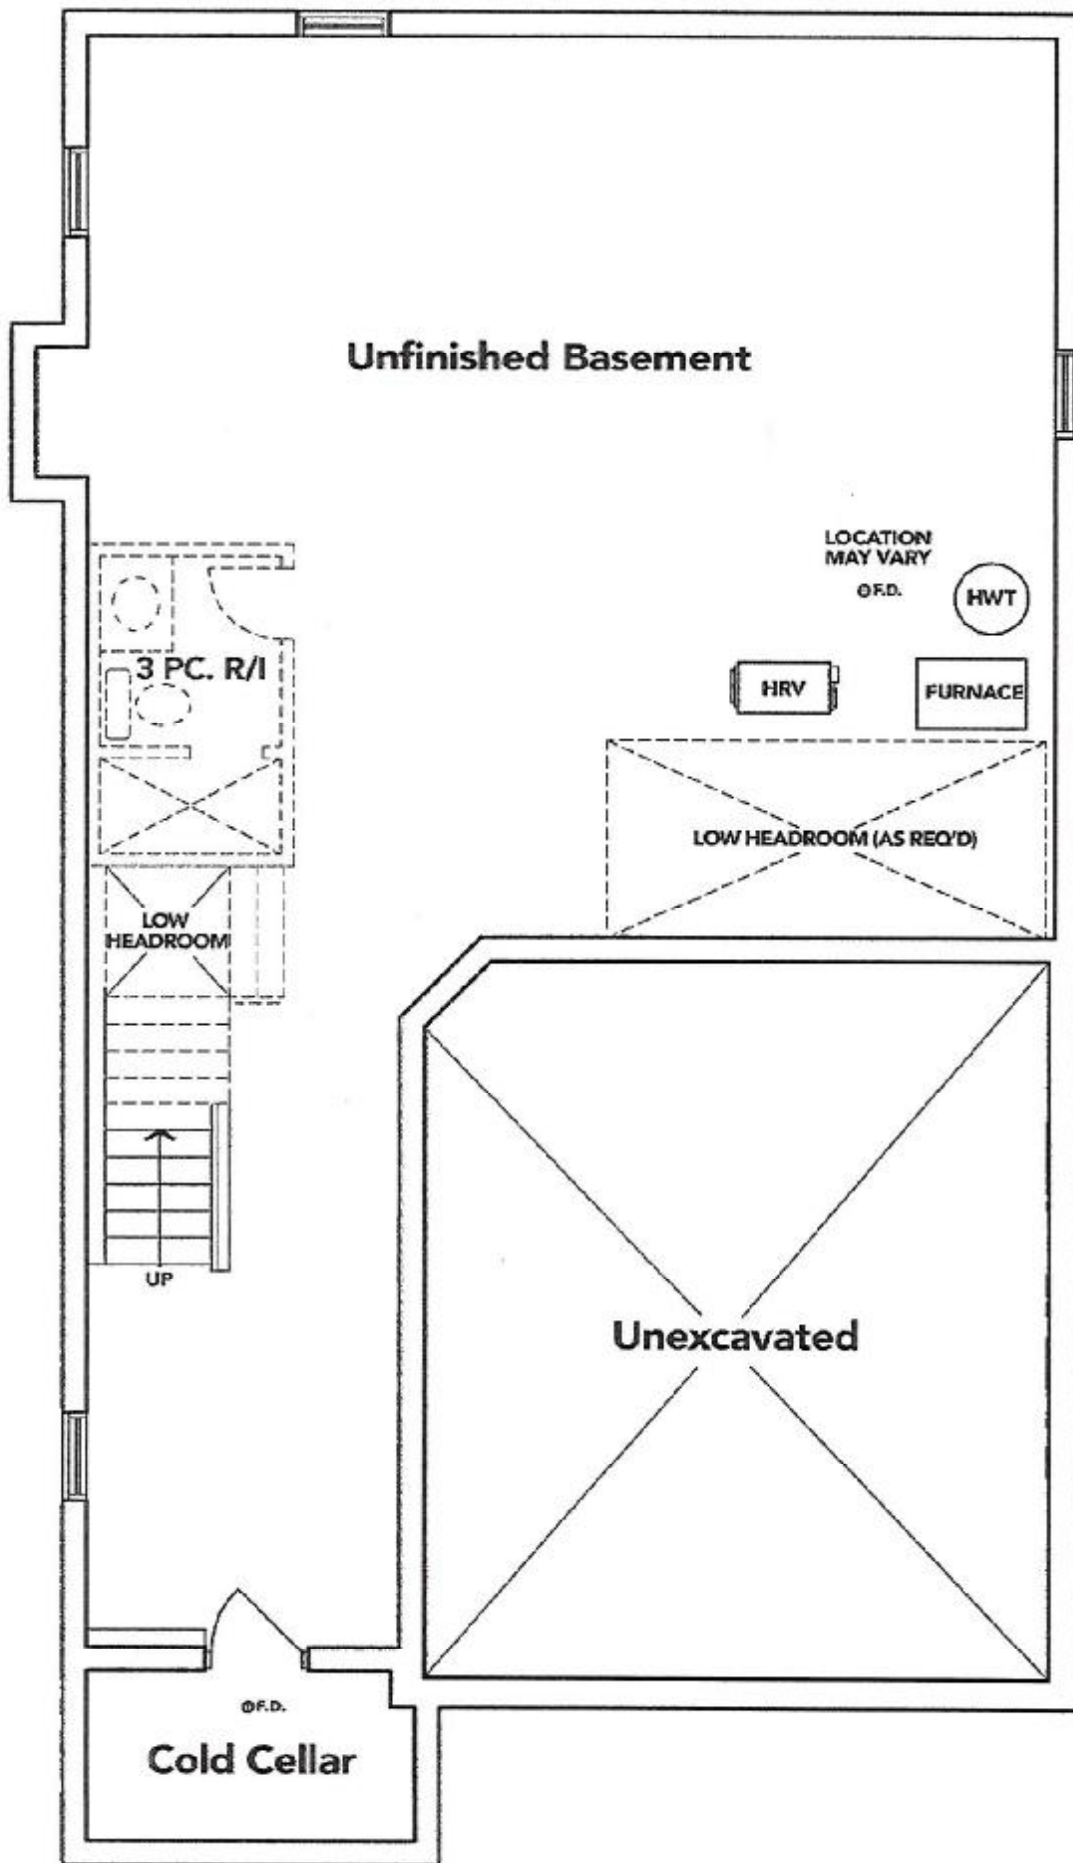 Unfinished Basement
LOCATION
MAY VARY
F.D.
HWT
3 PC. R/I
HRV
FURNACE
LOW HEADROOM (AS REQ'D)
LOW
HEADROOM
UP
Unexcavated
F.D.
Cold Cellar